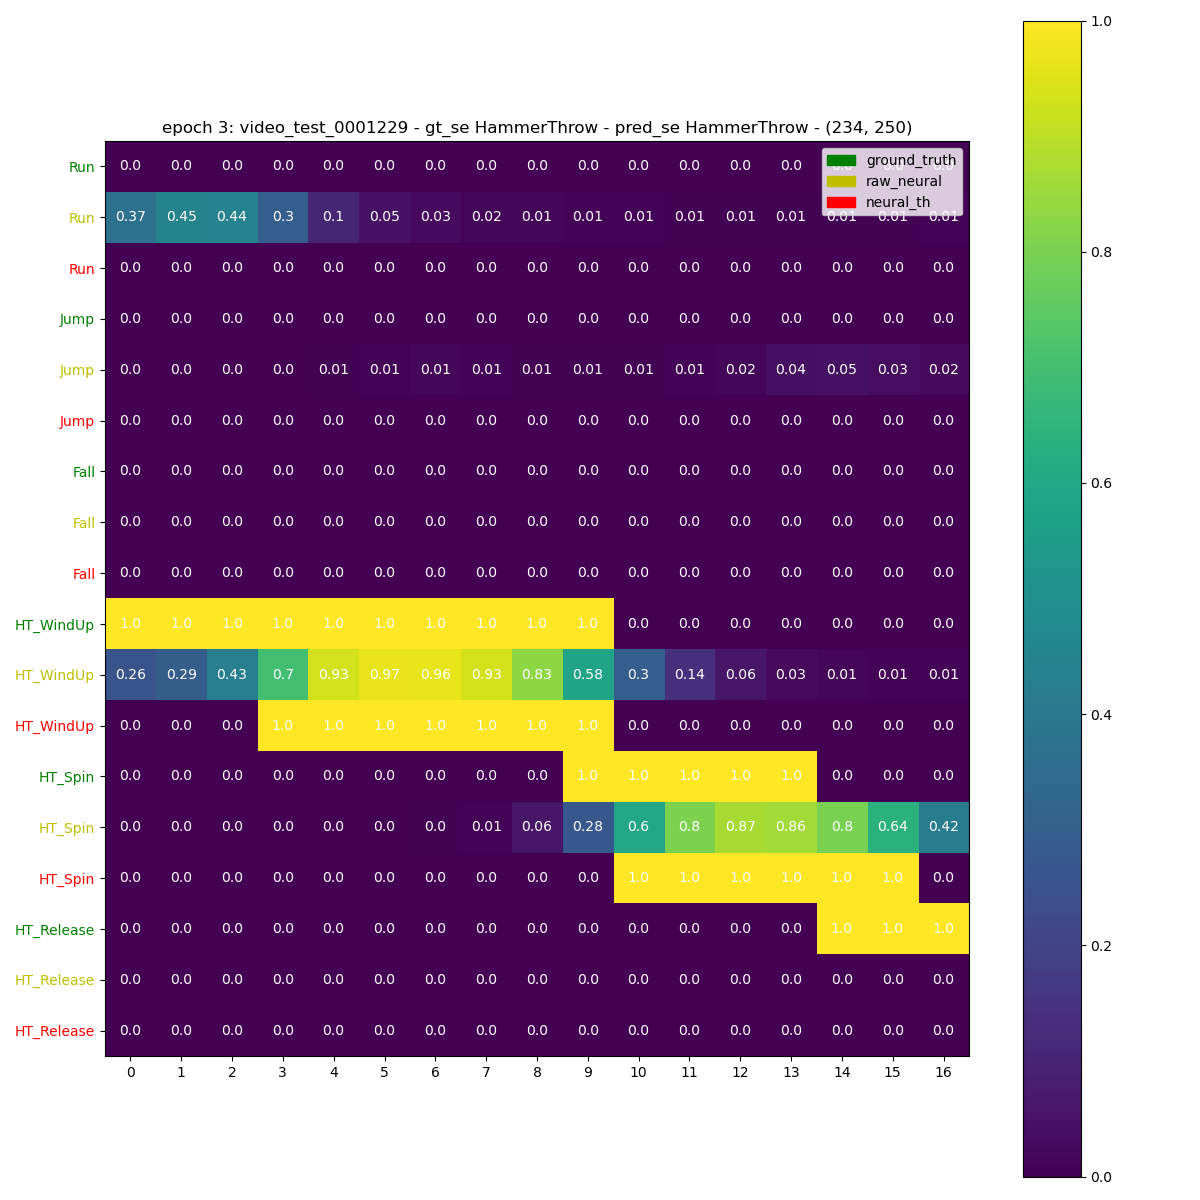 epoch 3: video_test_0001229 - gt_se HammerThrow - pred_se HammerThrow - (234, 250)
ground_truth
raw_neural
neural_th
Run 0.0 0.0 0.0 0.0 0.0 0.0 0.0 0.0 0.0 0.0 0.0 0.0 0.0 0.0 0.0 0.0 0.0
Run 0.37 0.45 0.44 0.3 0.1 0.05 0.03 0.02 0.01 0.01 0.01 0.01 0.01 0.01 0.01 0.01 0.01
Run 0.0 0.0 0.0 0.0 0.0 0.0 0.0 0.0 0.0 0.0 0.0 0.0 0.0 0.0 0.0 0.0 0.0
Jump 0.0 0.0 0.0 0.0 0.0 0.0 0.0 0.0 0.0 0.0 0.0 0.0 0.0 0.0 0.0 0.0 0.0
Jump 0.0 0.0 0.0 0.0 0.01 0.01 0.01 0.01 0.01 0.01 0.01 0.01 0.02 0.04 0.05 0.03 0.02
Jump 0.0 0.0 0.0 0.0 0.0 0.0 0.0 0.0 0.0 0.0 0.0 0.0 0.0 0.0 0.0 0.0 0.0
Fall 0.0 0.0 0.0 0.0 0.0 0.0 0.0 0.0 0.0 0.0 0.0 0.0 0.0 0.0 0.0 0.0 0.0
Fall 0.0 0.0 0.0 0.0 0.0 0.0 0.0 0.0 0.0 0.0 0.0 0.0 0.0 0.0 0.0 0.0 0.0
Fall 0.0 0.0 0.0 0.0 0.0 0.0 0.0 0.0 0.0 0.0 0.0 0.0 0.0 0.0 0.0 0.0 0.0
HT_WindUp 1.0 1.0 1.0 1.0 1.0 1.0 1.0 1.0 1.0 1.0 0.0 0.0 0.0 0.0 0.0 0.0 0.0
HT_WindUp 0.26 0.29 0.43 0.7 0.93 0.97 0.96 0.93 0.83 0.58 0.3 0.14 0.06 0.03 0.01 0.01 0.01
HT_WindUp 0.0 0.0 0.0 1.0 1.0 1.0 1.0 1.0 1.0 1.0 0.0 0.0 0.0 0.0 0.0 0.0 0.0
HT_Spin 0.0 0.0 0.0 0.0 0.0 0.0 0.0 0.0 0.0 1.0 1.0 1.0 1.0 1.0 0.0 0.0 0.0
HT_Spin 0.0 0.0 0.0 0.0 0.0 0.0 0.0 0.01 0.06 0.28 0.6 0.8 0.87 0.86 0.8 0.64 0.42
HT_Spin 0.0 0.0 0.0 0.0 0.0 0.0 0.0 0.0 0.0 0.0 1.0 1.0 1.0 1.0 1.0 1.0 0.0
HT_Release 0.0 0.0 0.0 0.0 0.0 0.0 0.0 0.0 0.0 0.0 0.0 0.0 0.0 0.0 1.0 1.0 1.0
HT_Release 0.0 0.0 0.0 0.0 0.0 0.0 0.0 0.0 0.0 0.0 0.0 0.0 0.0 0.0 0.0 0.0 0.0
HT_Release 0.0 0.0 0.0 0.0 0.0 0.0 0.0 0.0 0.0 0.0 0.0 0.0 0.0 0.0 0.0 0.0 0.0
0 1 2 3 4 5 6 7 8 9 10 11 12 13 14 15 16
1.0
0.8
0.6
0.4
0.2
0.0